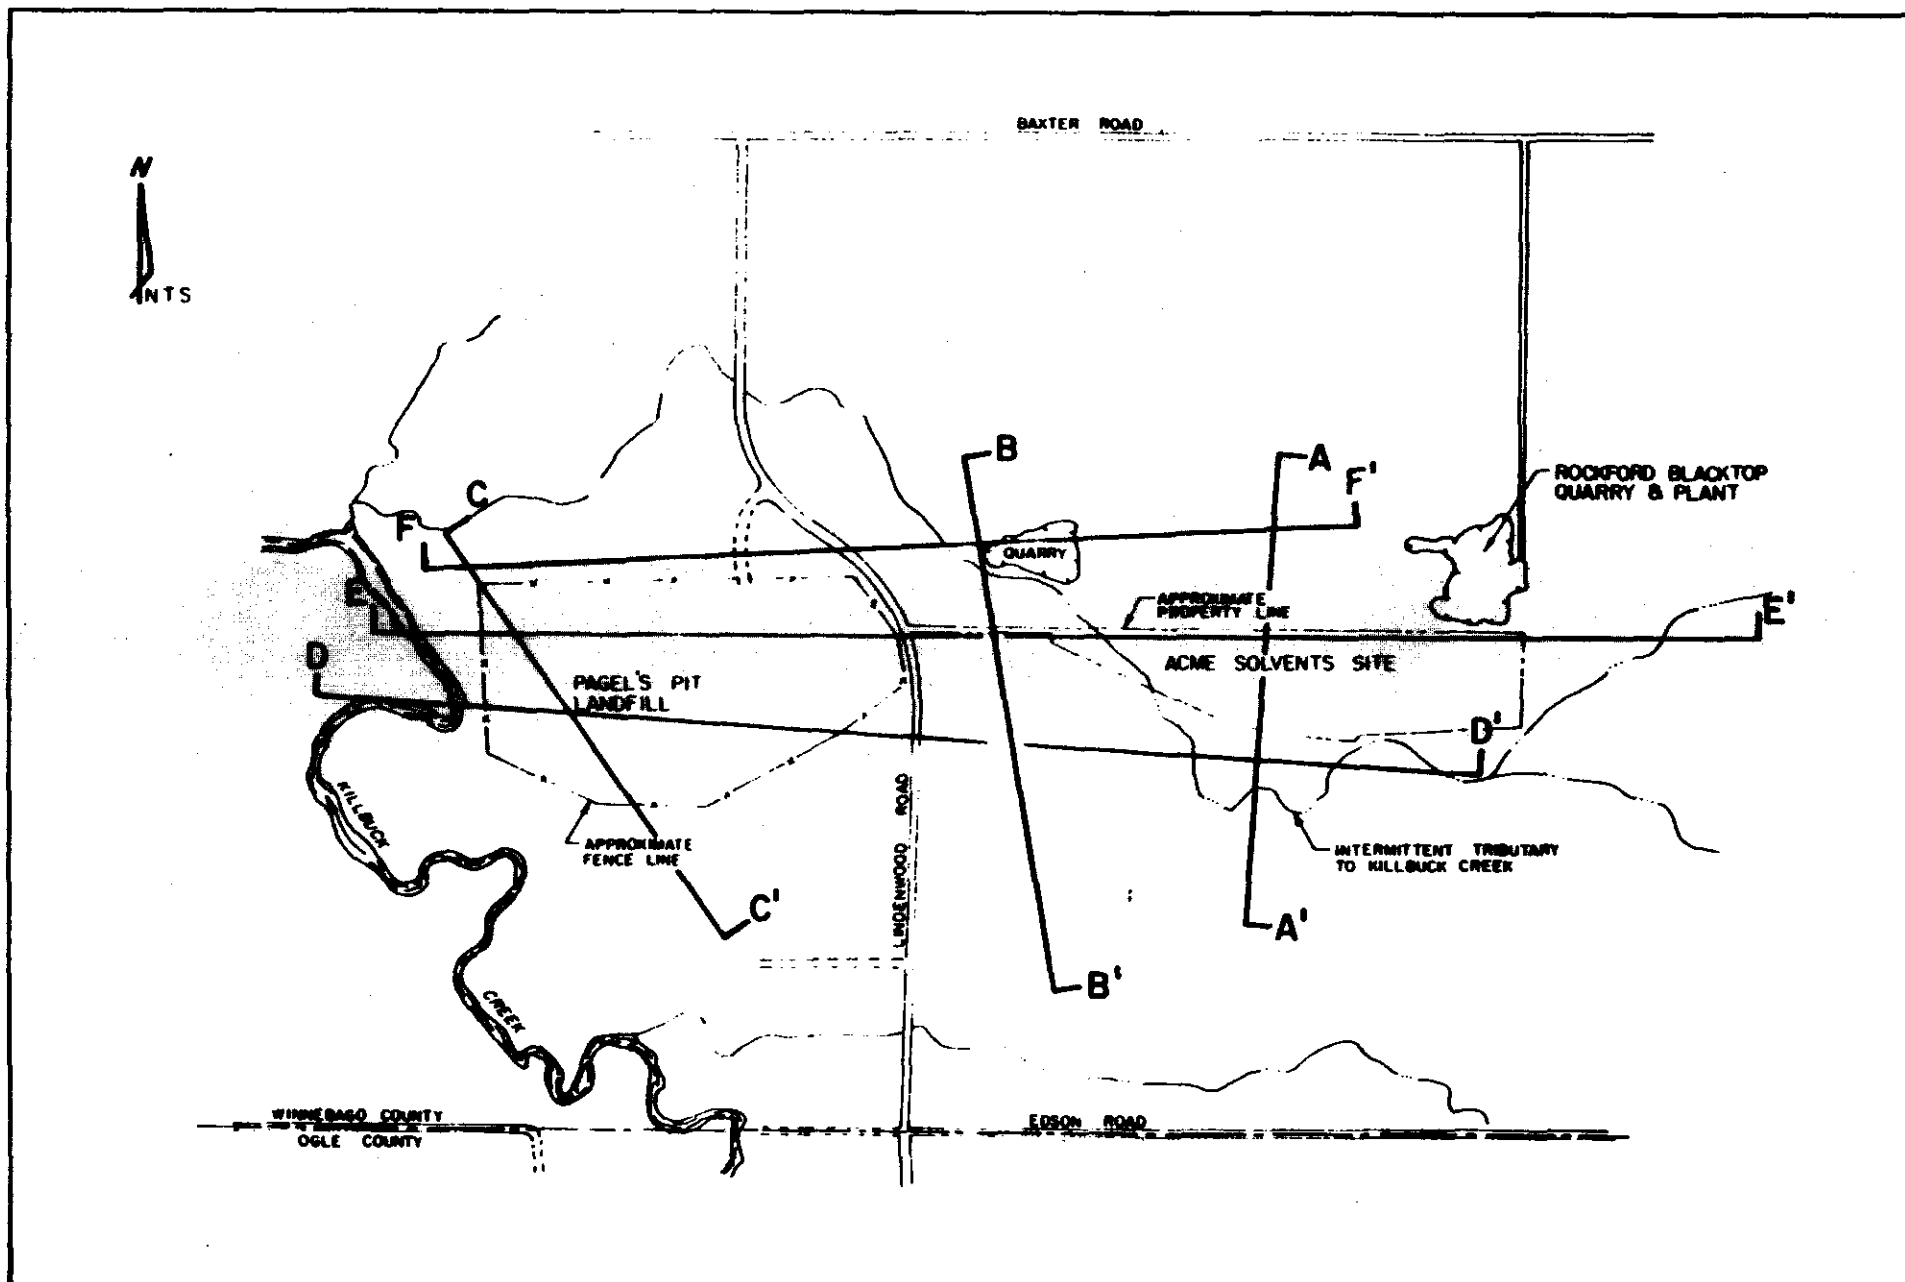 BAXTER ROAD
N
NTS
B
A
F'
C
ROCKFORD BLACKTOP
QUARRY & PLANT
F
QUARRY
E
APPROXIMATE
PROPERTY LINE
E'
D
ACME SOLVENTS SITE
PAGEL'S PIT
LANDFILL
D'
KILLBUCK
LINDENWOOD ROAD
APPROXIMATE
FENCE LINE
INTERMITTENT TRIBUTARY
TO KILLBUCK CREEK
C'
A'
B'
CREEK
WINNEBAGO COUNTY
OGLE COUNTY
EDSON ROAD